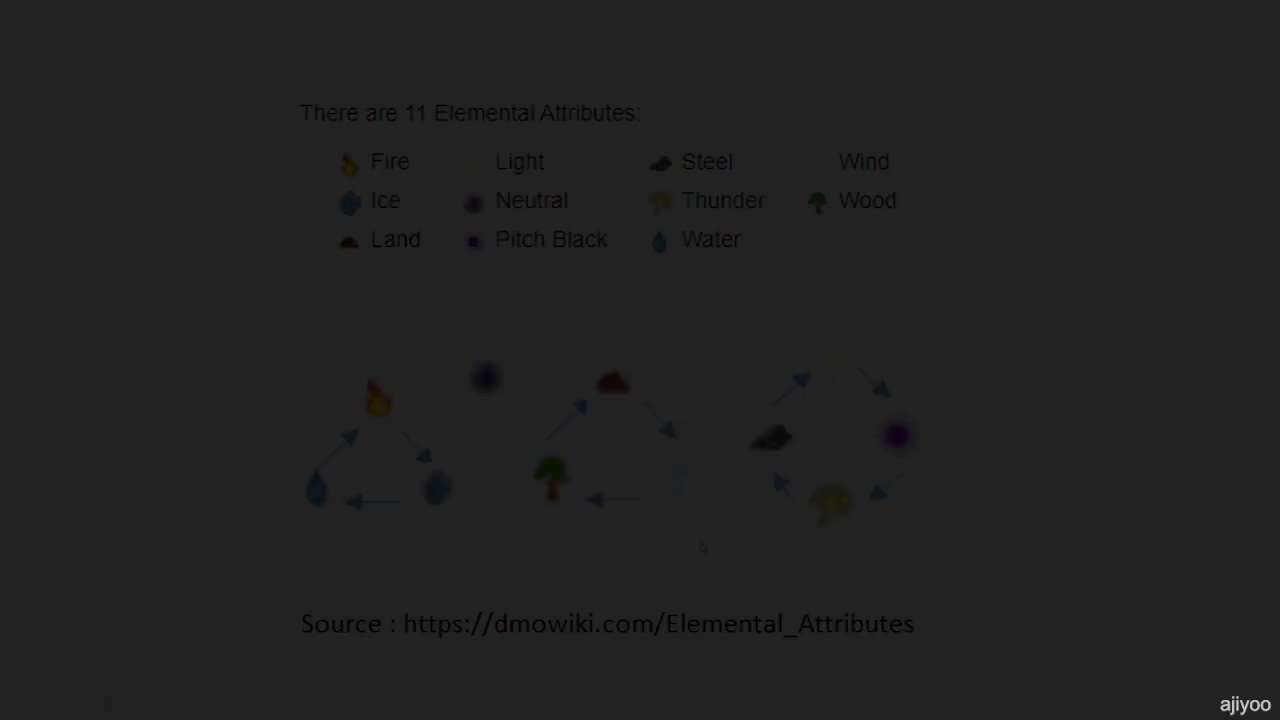 There are 11 Elemental Attributes:
Fire Light Steel Wind
Ice Neutral Thunder Wood
Land Pitch Black Water
Source : https://dmowiki.com/Elemental_Attributes
ajiyoo